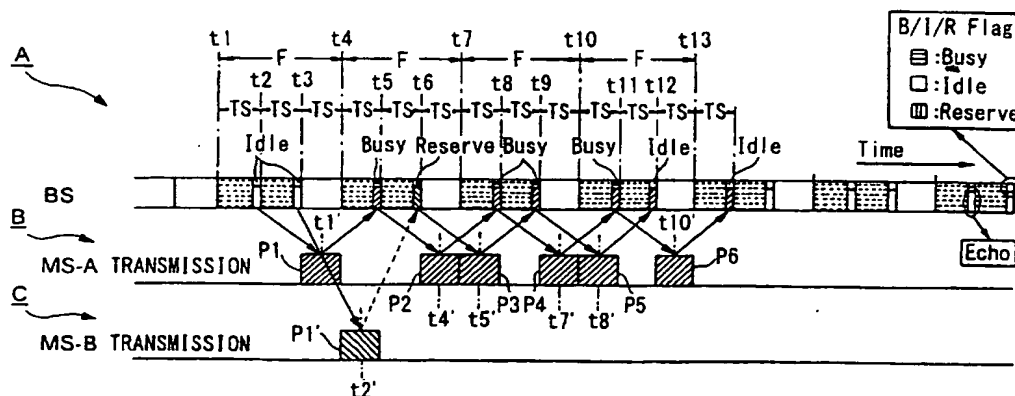 A
t1 t4 t7 t10 t13
F F F F
t2 t3 t5 t6 t8 t9 t11 t12
TS TS TS TS TS TS TS TS TS TS TS TS TS
Idle Busy Reserve Busy Busy Idle Idle
Time
B/I/R Flag
:Busy
:Idle
:Reserve
BS
B
t1' t10'
MS-A TRANSMISSION
P1 P2 P3 P4 P5 P6
Echo
t4' t5' t7' t8'
C
MS-B TRANSMISSION
P1'
t2'